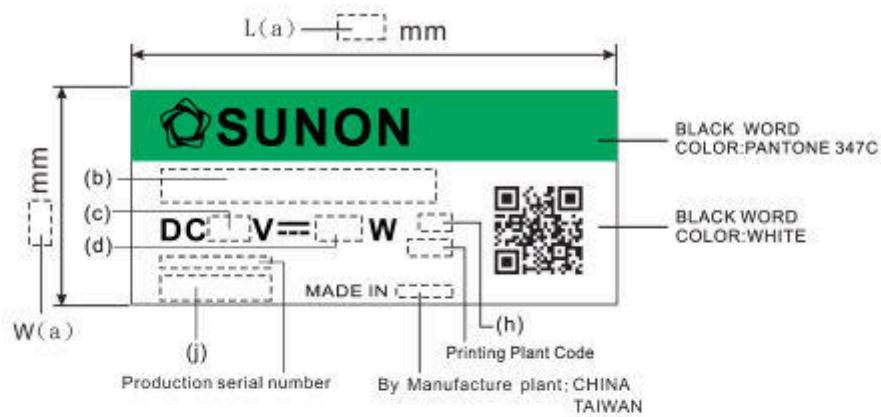 L(a) mm
SUNON
BLACK WORD
COLOR:PANTONE 347C
mm
(b)
(c)
DC V W
(d)
BLACK WORD
COLOR:WHITE
MADE IN
W(a)
(j)
(h)
Printing Plant Code
Production serial number
By Manufacture plant; CHINA
TAIWAN